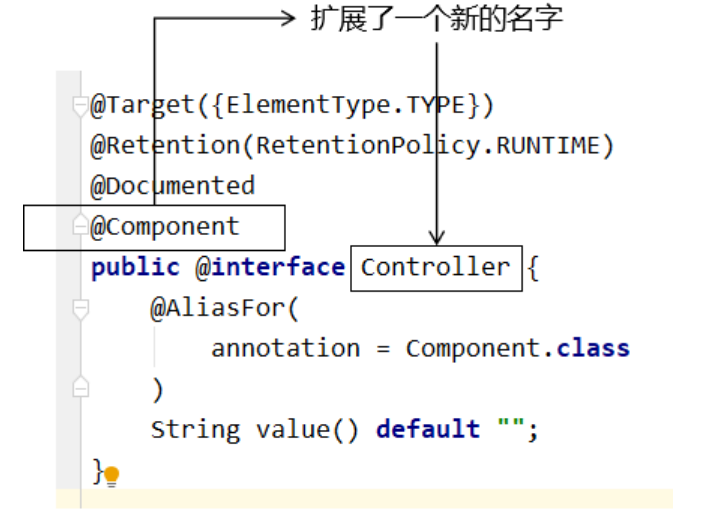 扩展了一个新的名字
@Target({ElementType.TYPE})
@Retention(RetentionPolicy.RUNTIME)
@Documented
@Component
public @interface Controller {
    @AliasFor(
        annotation = Component.class
    )
    String value() default "";
}